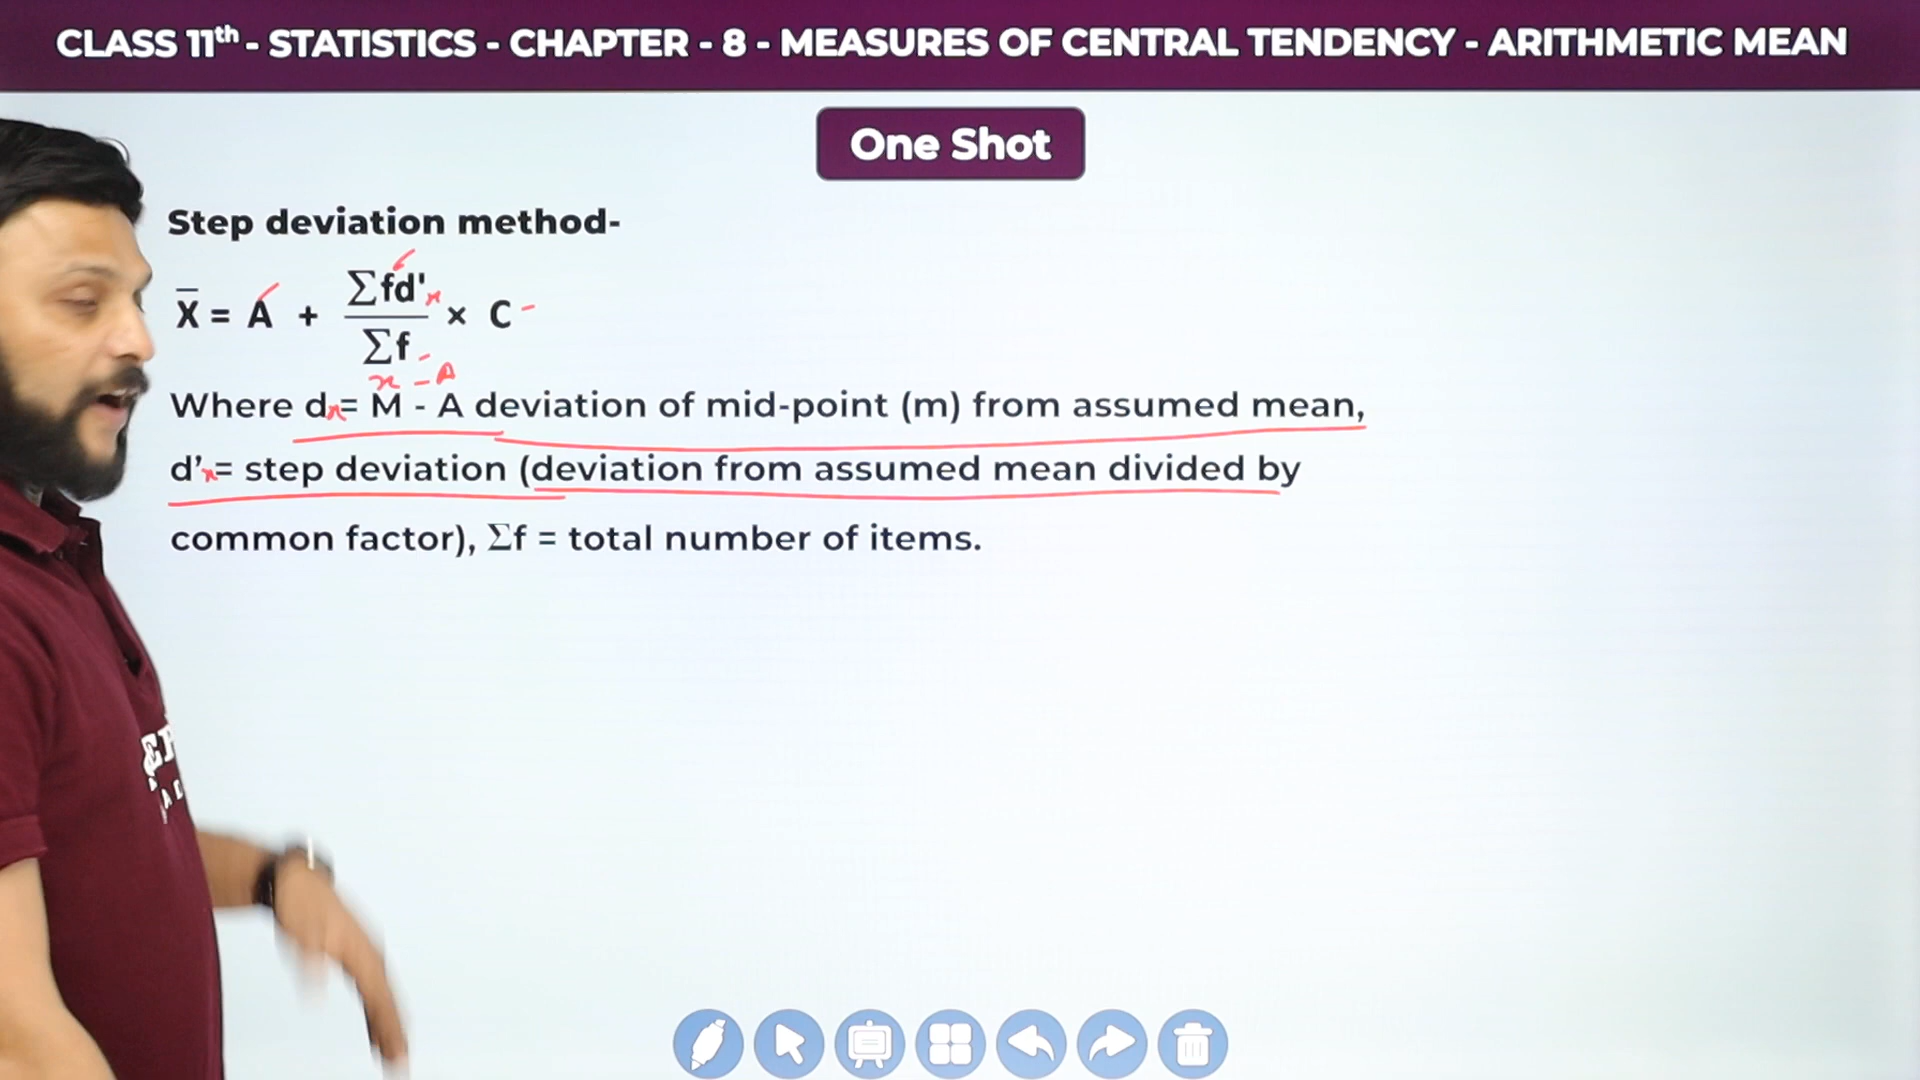 CLASS 11th - STATISTICS - CHAPTER - 8 - MEASURES OF CENTRAL TENDENCY - ARITHMETIC MEAN
One Shot
Step deviation method-
X̄ = A + Σfd'x / Σf × C
x - A
Where dx = M - A deviation of mid-point (m) from assumed mean,
d’x = step deviation (deviation from assumed mean divided by
common factor), Σf = total number of items.